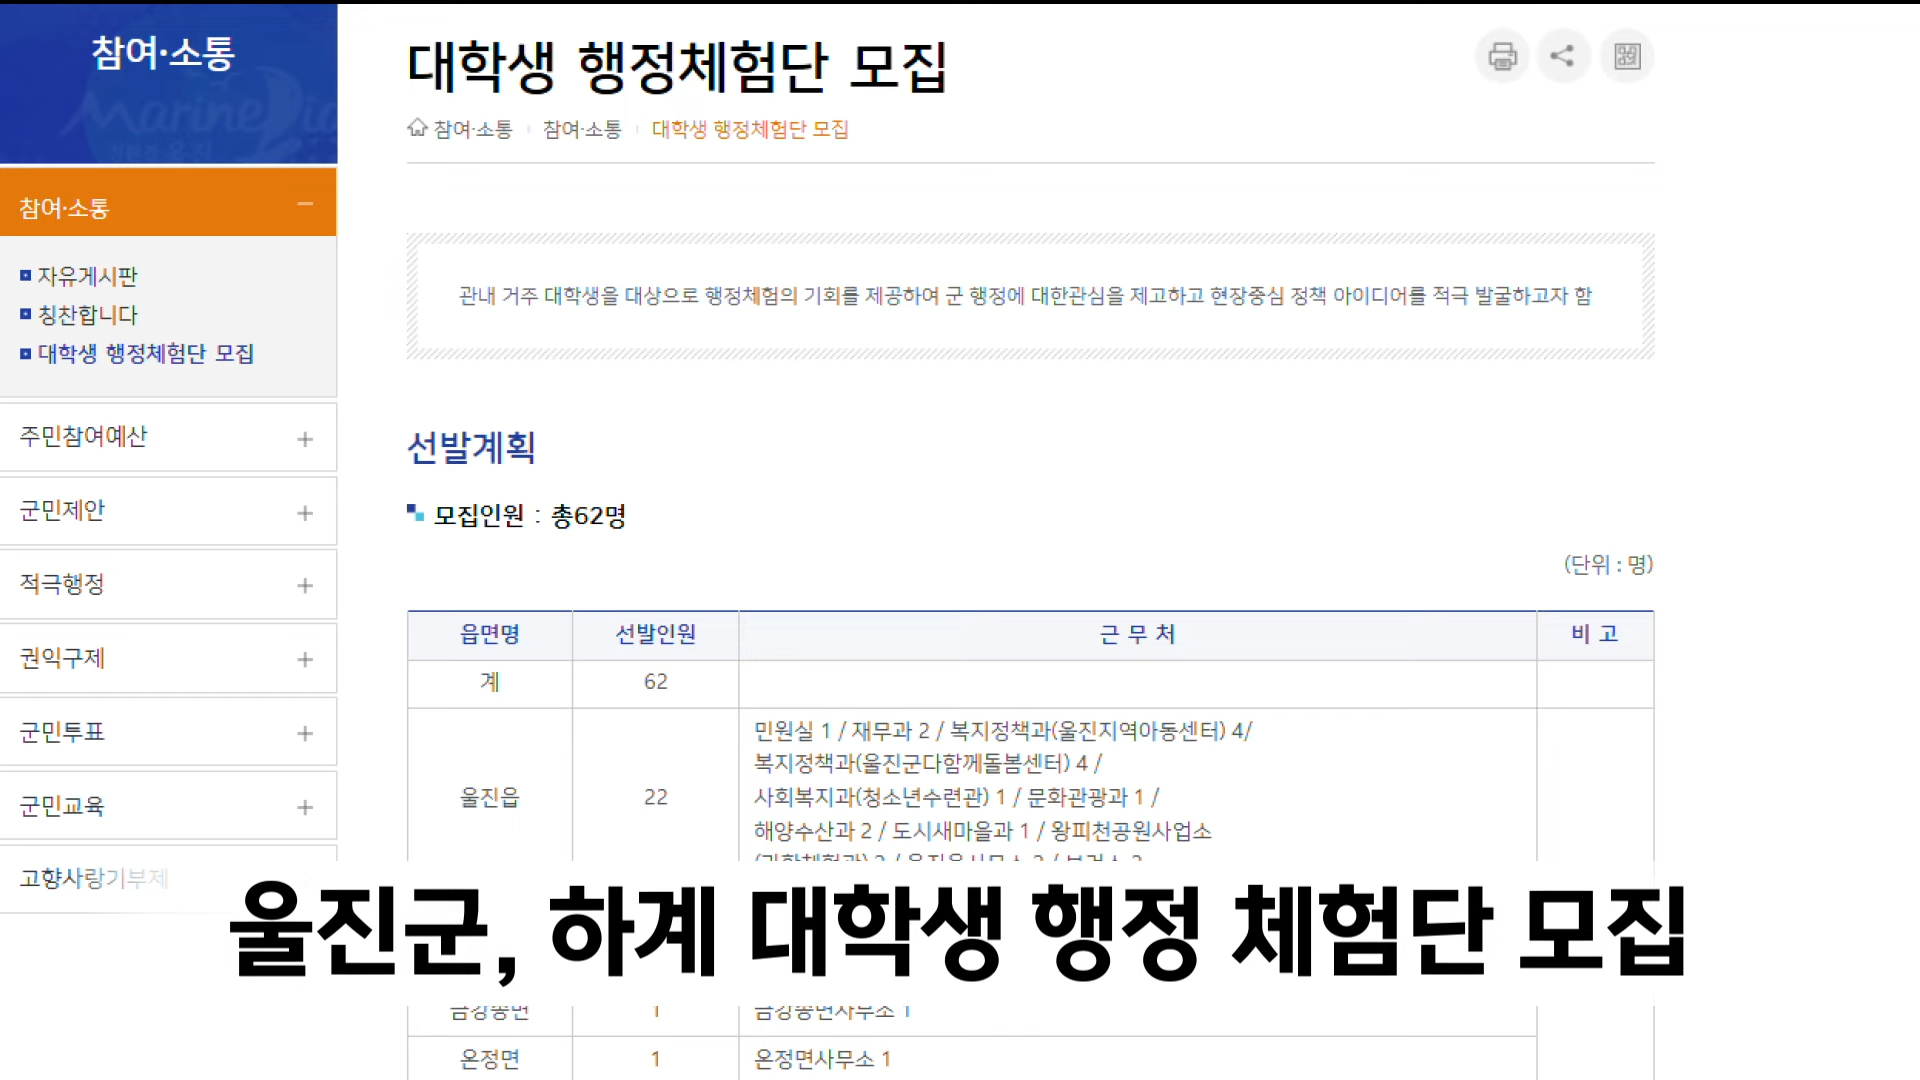 참여·소통
대학생 행정체험단 모집
참여·소통 참여·소통 대학생 행정체험단 모집
참여·소통
자유게시판
칭찬합니다
대학생 행정체험단 모집
주민참여예산
군민제안
적극행정
권익구제
군민투표
군민교육
고향사랑기부제
관내 거주 대학생을 대상으로 행정체험의 기회를 제공하여 군 행정에 대한관심을 제고하고 현장중심 정책 아이디어를 적극 발굴하고자 함
선발계획
모집인원 : 총62명
(단위 : 명)
읍면명 선발인원 근 무 처 비 고
계 62
울진읍 22
민원실 1 / 재무과 2 / 복지정책과(울진지역아동센터) 4/
복지정책과(울진군다함께돌봄센터) 4 /
사회복지과(청소년수련관) 1 / 문화관광과 1 /
해양수산과 2 / 도시새마을과 1 / 왕피천공원사업소
울진군, 하계 대학생 행정 체험단 모집
금강송면 1 금강송면사무소 1
온정면 1 온정면사무소 1